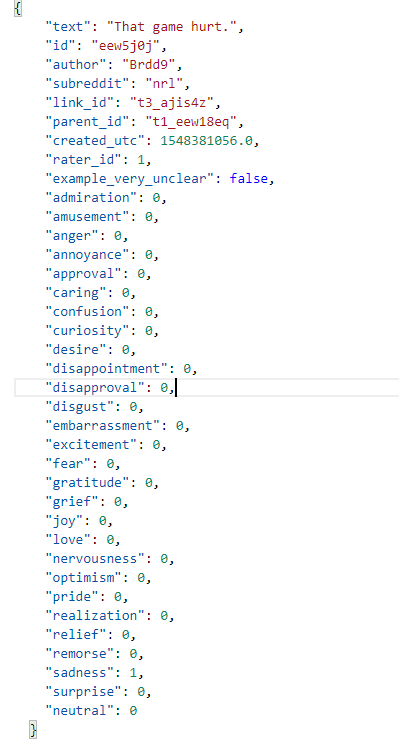 {
"text": "That game hurt.",
"id": "eew5j0j",
"author": "Brdd9",
"subreddit": "nrl",
"link_id": "t3_ajis4z",
"parent_id": "t1_eew18eq",
"created_utc": 1548381056.0,
"rater_id": 1,
"example_very_unclear": false,
"admiration": 0,
"amusement": 0,
"anger": 0,
"annoyance": 0,
"approval": 0,
"caring": 0,
"confusion": 0,
"curiosity": 0,
"desire": 0,
"disappointment": 0,
"disapproval": 0,
"disgust": 0,
"embarrassment": 0,
"excitement": 0,
"fear": 0,
"gratitude": 0,
"grief": 0,
"joy": 0,
"love": 0,
"nervousness": 0,
"optimism": 0,
"pride": 0,
"realization": 0,
"relief": 0,
"remorse": 0,
"sadness": 1,
"surprise": 0,
"neutral": 0
}